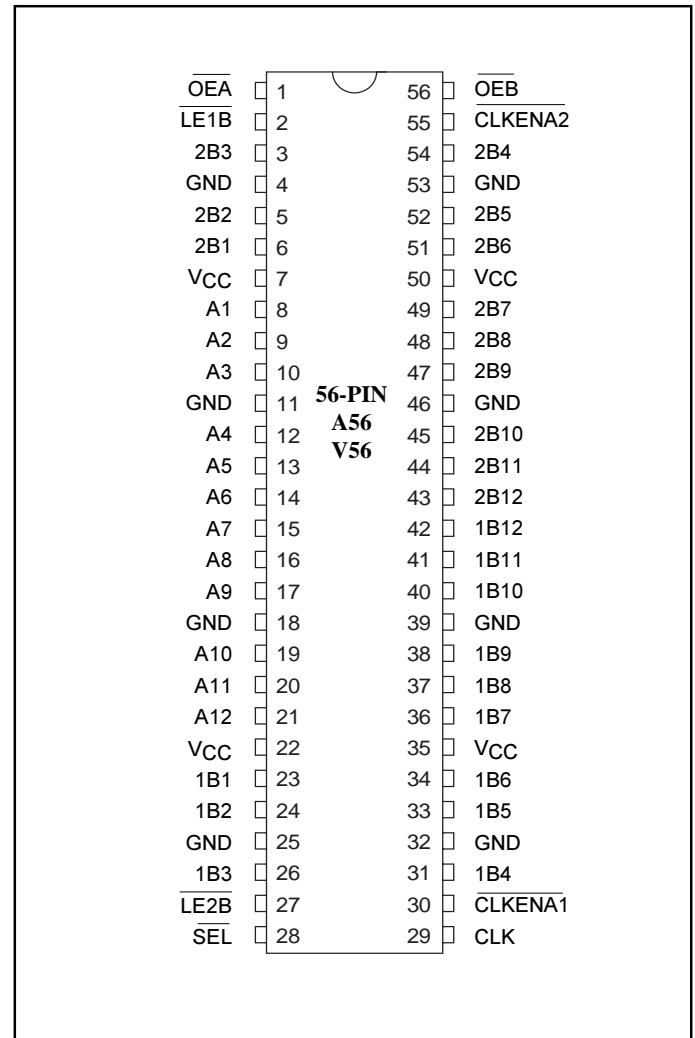 OEA 1 56 OEB
LE1B 2 55 CLKENA2
2B3 3 54 2B4
GND 4 53 GND
2B2 5 52 2B5
2B1 6 51 2B6
VCC 7 50 VCC
A1 8 49 2B7
A2 9 48 2B8
A3 10 47 2B9
GND 11 56-PIN 46 GND
A56
A4 12 45 2B10
V56
A5 13 44 2B11
A6 14 43 2B12
A7 15 42 1B12
A8 16 41 1B11
A9 17 40 1B10
GND 18 39 GND
A10 19 38 1B9
A11 20 37 1B8
A12 21 36 1B7
VCC 22 35 VCC
1B1 23 34 1B6
1B2 24 33 1B5
GND 25 32 GND
1B3 26 31 1B4
LE2B 27 30 CLKENA1
SEL 28 29 CLK